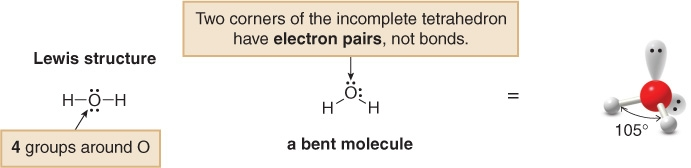 Two corners of the incomplete tetrahedron
have electron pairs, not bonds.
Lewis structure
H–Ö–H
4 groups around O
O
H H
a bent molecule
=
105°